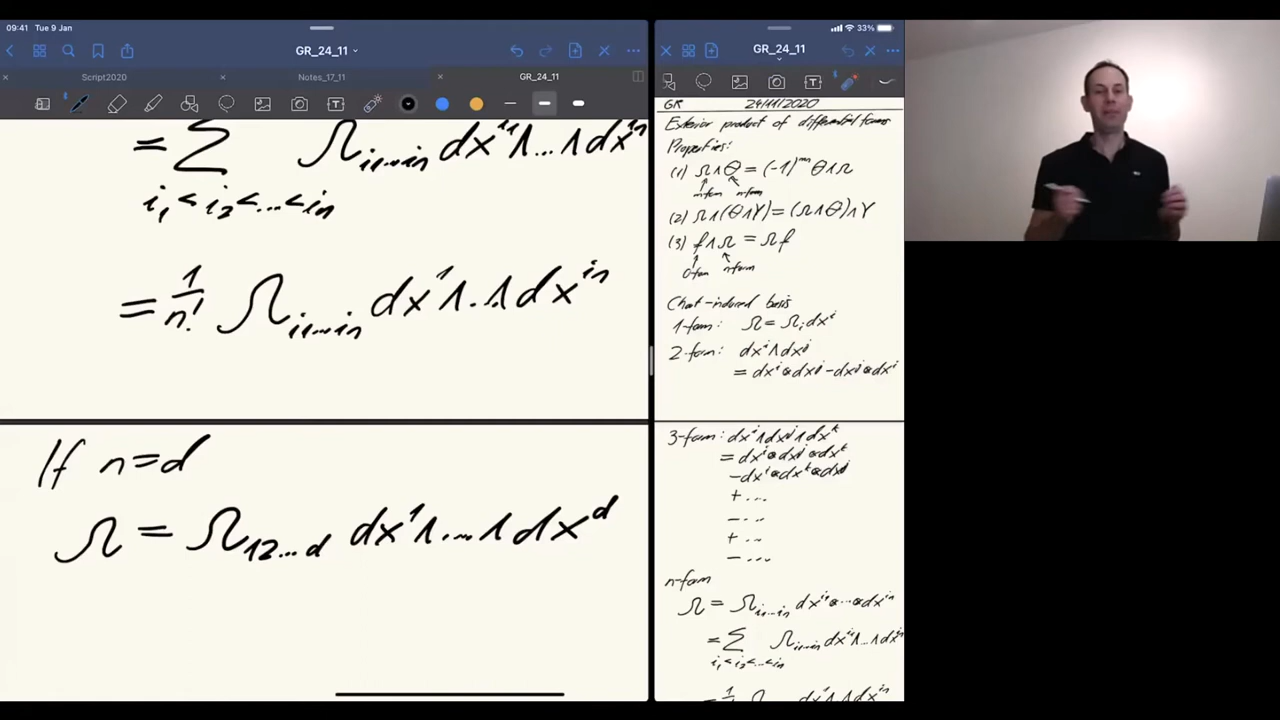 09:41 Tue 9 Jan
33%
GR_24_11
GR_24_11
Script2020
Notes_17_11
GR_24_11
= Σ Ω_{i1...in} dx^{i1}∧...∧dx^{in}
i₁<i₂<...<in
= 1/n! Ω_{i1...in} dx^1∧..∧dx^{in}
If n=d
Ω = Ω_{12...d} dx^1∧...∧dx^d
GR 24/11/2020
Exterior product of differential forms
Properties:
(1) Ω∧Θ = (-1)^{mn} Θ∧Ω
m-form n-form
(2) Ω∧(Θ∧Υ) = (Ω∧Θ)∧Υ
(3) f∧Ω = Ωf
0-form n-form
Chart-induced basis
1-form: Ω = Ω_i dx^i
2-form: dx^i∧dx^j
= dx^i⊗dx^j - dx^j⊗dx^i
3-form: dx^i∧dx^j∧dx^k
= dx^i⊗dx^j⊗dx^k
- dx^i⊗dx^k⊗dx^j
+ ...
- ...
+ ...
- ...
n-form
Ω = Ω_{i1...in} dx^{i1}⊗...⊗dx^{in}
= Σ Ω_{i1...in} dx^{i1}∧...∧dx^{in}
i₁<i₂<...<in